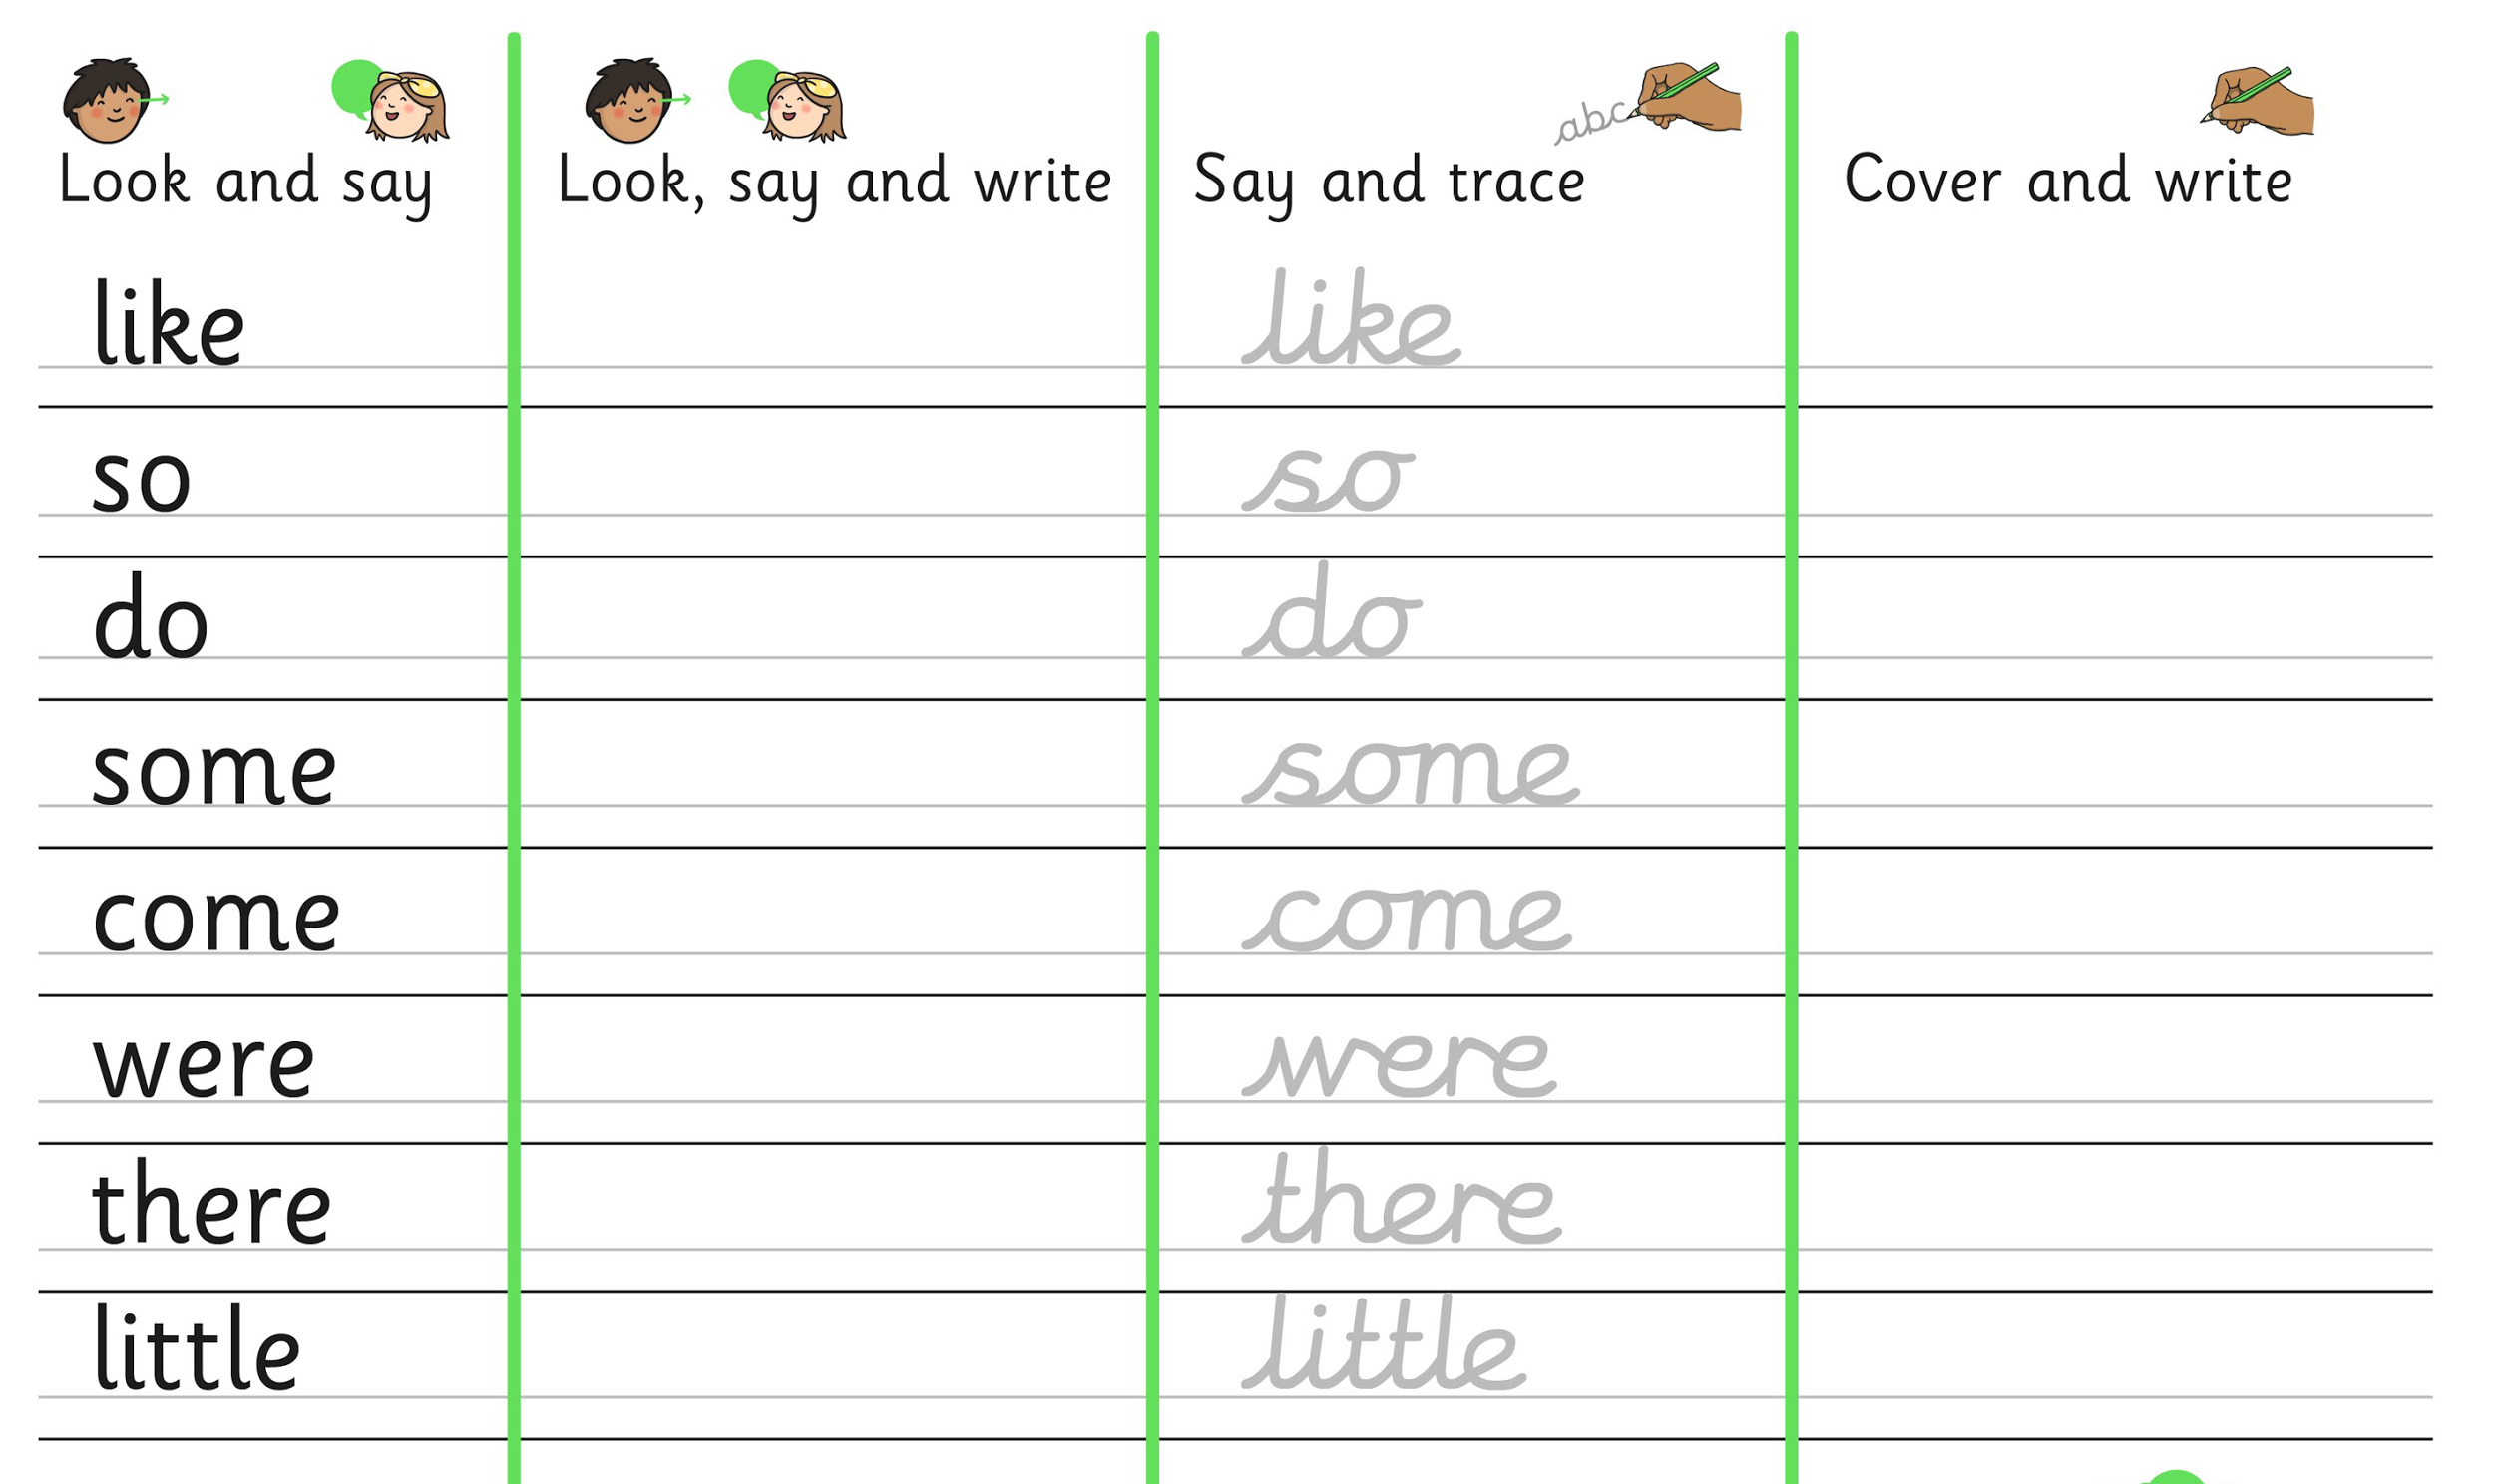 Look and say Look, say and write abc Say and trace Cover and write
like like
so so
do do
some some
come come
were were
there there
little little